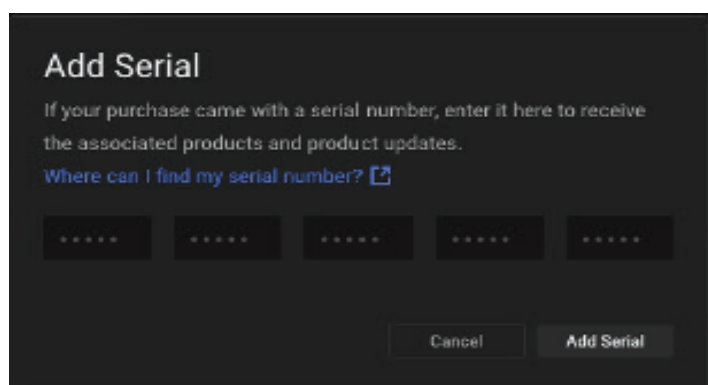 Add Serial
If your purchase came with a serial number, enter it here to receive
the associated products and product updates.
Where can I find my serial number?
***** ***** ***** ***** *****
Cancel Add Serial